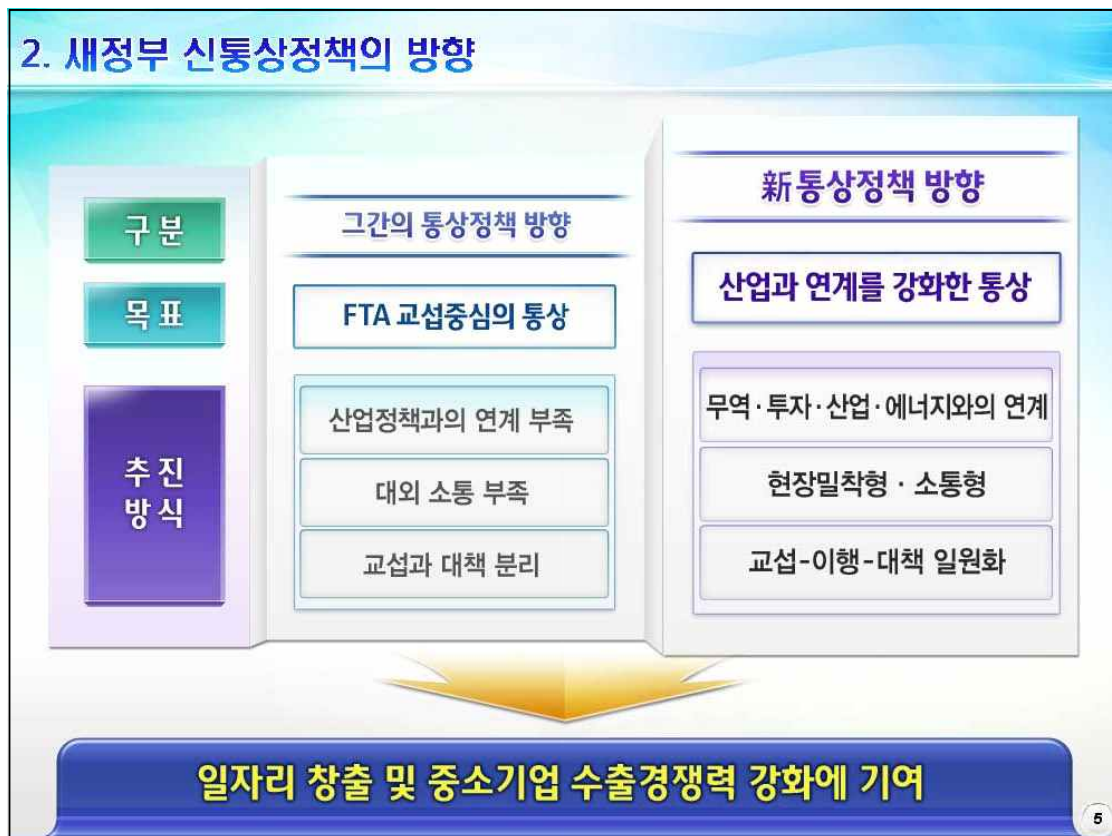 2. 새정부 신통상정책의 방향
구분
그간의 통상정책 방향
新통상정책 방향
목표
FTA 교섭중심의 통상
산업과 연계를 강화한 통상
추진
방식
산업정책과의 연계 부족
대외 소통 부족
교섭과 대책 분리
무역·투자·산업·에너지와의 연계
현장밀착형 · 소통형
교섭-이행-대책 일원화
일자리 창출 및 중소기업 수출경쟁력 강화에 기여
5